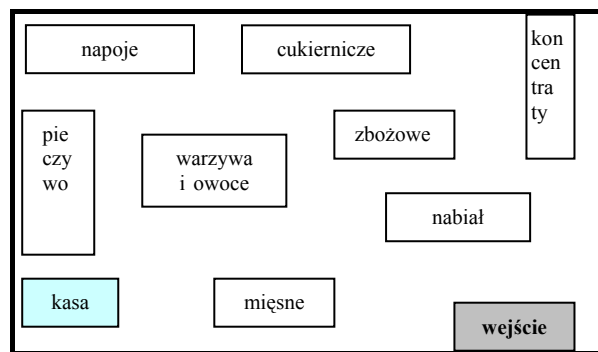 napoje
cukiernicze
kon
cen
tra
ty
pie
czy
wo
warzywa
i owoce
zbożowe
nabiał
kasa
mięsne
wejście